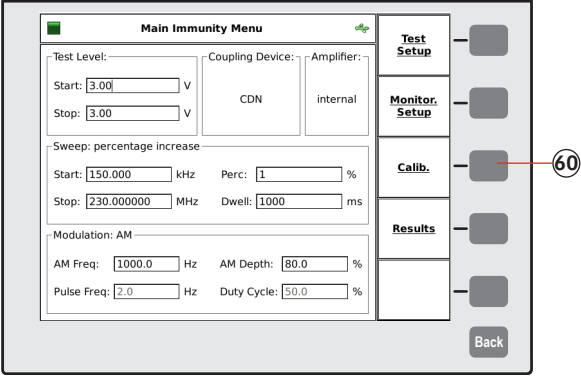 Main Immunity Menu
Test Level:
Start: 3.00 V
Stop: 3.00 V
Coupling Device:
CDN
Amplifier:
internal
Sweep: percentage increase
Start: 150.000 kHz Perc: 1 %
Stop: 230.000000 MHz Dwell: 1000 ms
Modulation: AM
AM Freq: 1000.0 Hz AM Depth: 80.0 %
Pulse Freq: 2.0 Hz Duty Cycle: 50.0 %
Test
Setup
Monitor.
Setup
Calib.
Results
Back
60